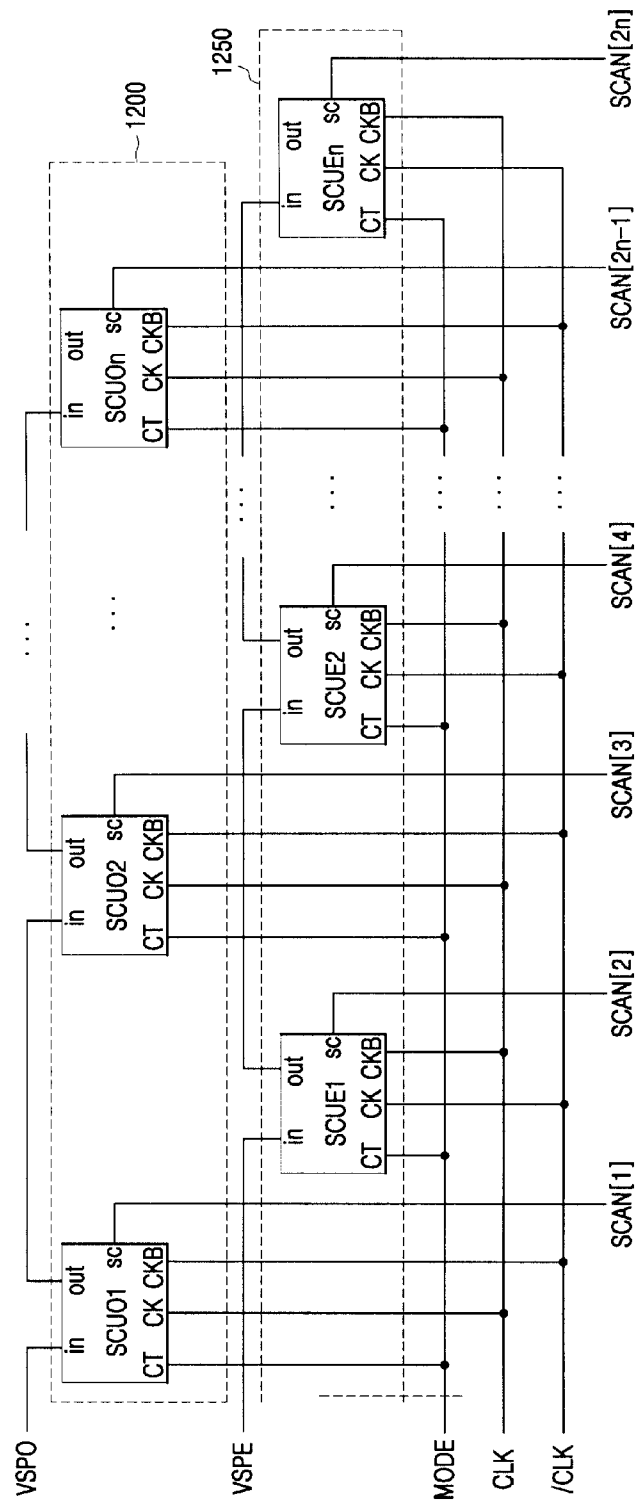 1200
1250
VSPO
in
out
SCUO1
sc
CT CK CKB
in
out
SCUO2
sc
CT CK CKB
...
...
in
out
SCUOn
sc
CT CK CKB
VSPE
in
out
SCUE1
sc
CT CK CKB
in
out
SCUE2
sc
CT CK CKB
...
...
in
out
SCUEn
sc
CT CK CKB
MODE
...
CLK
...
/CLK
...
SCAN[1]
SCAN[2]
SCAN[3]
SCAN[4]
SCAN[2n-1]
SCAN[2n]